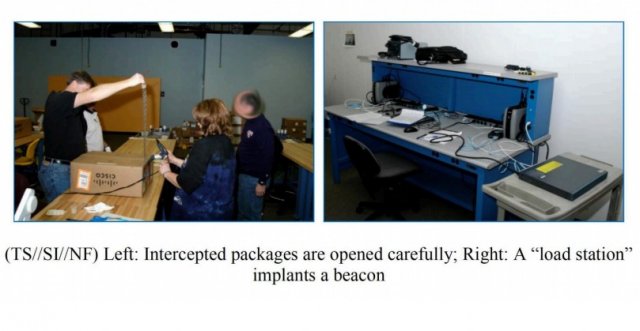 CISCO
(TS//SI//NF) Left: Intercepted packages are opened carefully; Right: A “load station”
implants a beacon